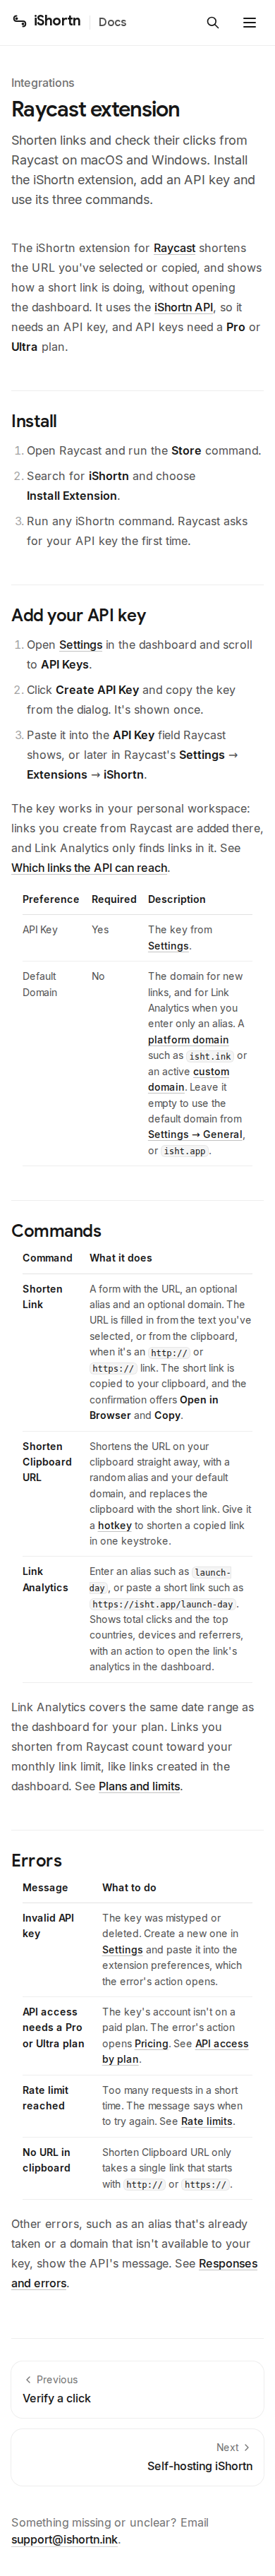 iShortn Docs
Integrations
Raycast extension
Shorten links and check their clicks from
Raycast on macOS and Windows. Install
the iShortn extension, add an API key and
use its three commands.
The iShortn extension for Raycast shortens
the URL you've selected or copied, and shows
how a short link is doing, without opening
the dashboard. It uses the iShortn API, so it
needs an API key, and API keys need a Pro or
Ultra plan.
Install
1. Open Raycast and run the Store command.
2. Search for iShortn and choose
Install Extension.
3. Run any iShortn command. Raycast asks
for your API key the first time.
Add your API key
1. Open Settings in the dashboard and scroll
to API Keys.
2. Click Create API Key and copy the key
from the dialog. It's shown once.
3. Paste it into the API Key field Raycast
shows, or later in Raycast's Settings →
Extensions → iShortn.
The key works in your personal workspace:
links you create from Raycast are added there,
and Link Analytics only finds links in it. See
Which links the API can reach.
Preference Required Description
API Key Yes The key from
Settings.
Default No The domain for new
Domain links, and for Link
Analytics when you
enter only an alias. A
platform domain
such as isht.ink or
an active custom
domain. Leave it
empty to use the
default domain from
Settings → General,
or isht.app.
Commands
Command What it does
Shorten A form with the URL, an optional
Link alias and an optional domain. The
URL is filled in from the text you've
selected, or from the clipboard,
when it's an http:// or
https:// link. The short link is
copied to your clipboard, and the
confirmation offers Open in
Browser and Copy.
Shorten Shortens the URL on your
Clipboard clipboard straight away, with a
URL random alias and your default
domain, and replaces the
clipboard with the short link. Give it
a hotkey to shorten a copied link
in one keystroke.
Link Enter an alias such as launch-
Analytics day, or paste a short link such as
https://isht.app/launch-day.
Shows total clicks and the top
countries, devices and referrers,
with an action to open the link's
analytics in the dashboard.
Link Analytics covers the same date range as
the dashboard for your plan. Links you
shorten from Raycast count toward your
monthly link limit, like links created in the
dashboard. See Plans and limits.
Errors
Message What to do
Invalid API The key was mistyped or
key deleted. Create a new one in
Settings and paste it into the
extension preferences, which
the error's action opens.
API access The key's account isn't on a
needs a Pro paid plan. The error's action
or Ultra plan opens Pricing. See API access
by plan.
Rate limit Too many requests in a short
reached time. The message says when
to try again. See Rate limits.
No URL in Shorten Clipboard URL only
clipboard takes a single link that starts
with http:// or https://.
Other errors, such as an alias that's already
taken or a domain that isn't available to your
key, show the API's message. See Responses
and errors.
Previous
Verify a click
Next
Self-hosting iShortn
Something missing or unclear? Email
support@ishortn.ink.